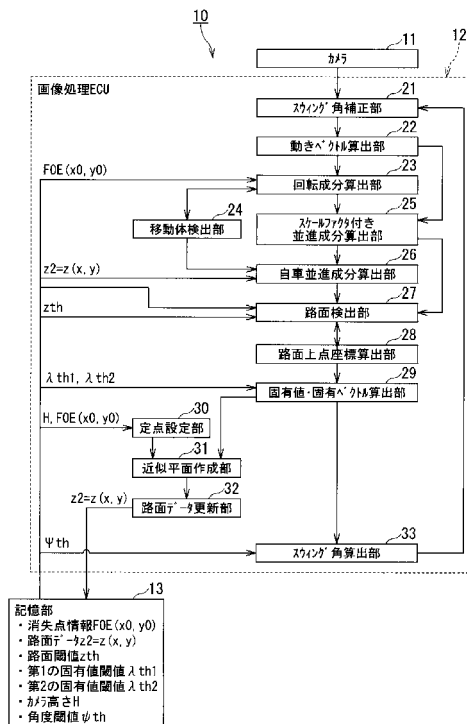 10
11
12
カメラ
画像処理ECU
21
スウィング角補正部
22
動きベクトル算出部
FOE(x0, y0)
23
回転成分算出部
24
移動体検出部
25
スケールファクタ付き
並進成分算出部
26
z2=z(x, y)
自車並進成分算出部
27
zth
路面検出部
28
路面上点座標算出部
29
λth1, λth2
固有値・固有ベクトル算出部
H, FOE(x0, y0)
30
定点設定部
31
近似平面作成部
32
z2=z(x, y)
路面データ更新部
33
Ψth
スウィング角算出部
13
記憶部
・消失点情報FOE(x0, y0)
・路面データz2=z(x, y)
・路面閾値zth
・第1の固有値閾値λth1
・第2の固有値閾値λth2
・カメラ高さH
・角度閾値ψth